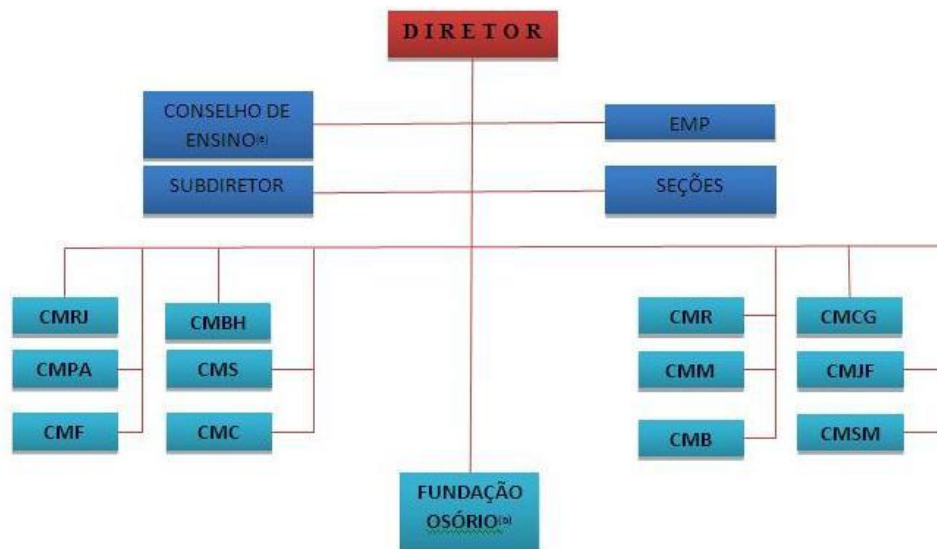 D I R E T O R
CONSELHO DE
ENSINO(a)
EMP
SUBDIRETOR
SEÇÕES
CMRJ
CMBH
CMR
CMCG
CMPA
CMS
CMM
CMJF
CMF
CMC
CMB
CMSM
FUNDAÇÃO
OSÓRIO(b)